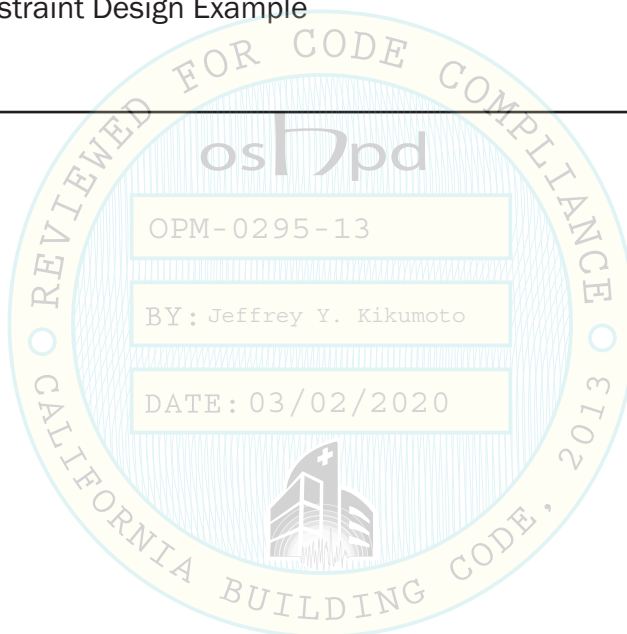 straint Design Example
REVIEWED FOR CODE COMPLIANCE
oshpd
OPM-0295-13
BY: Jeffrey Y. Kikumoto
DATE: 03/02/2020
CALIFORNIA BUILDING CODE, 2013